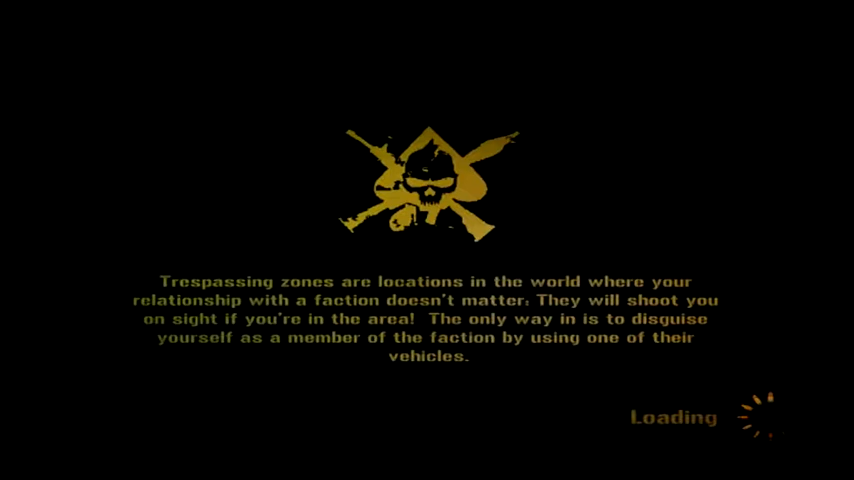 Trespassing zones are locations in the world where your
relationship with a faction doesn't matter: They will shoot you
on sight if you're in the area!  The only way in is to disguise
yourself as a member of the faction by using one of their
vehicles.
Loading